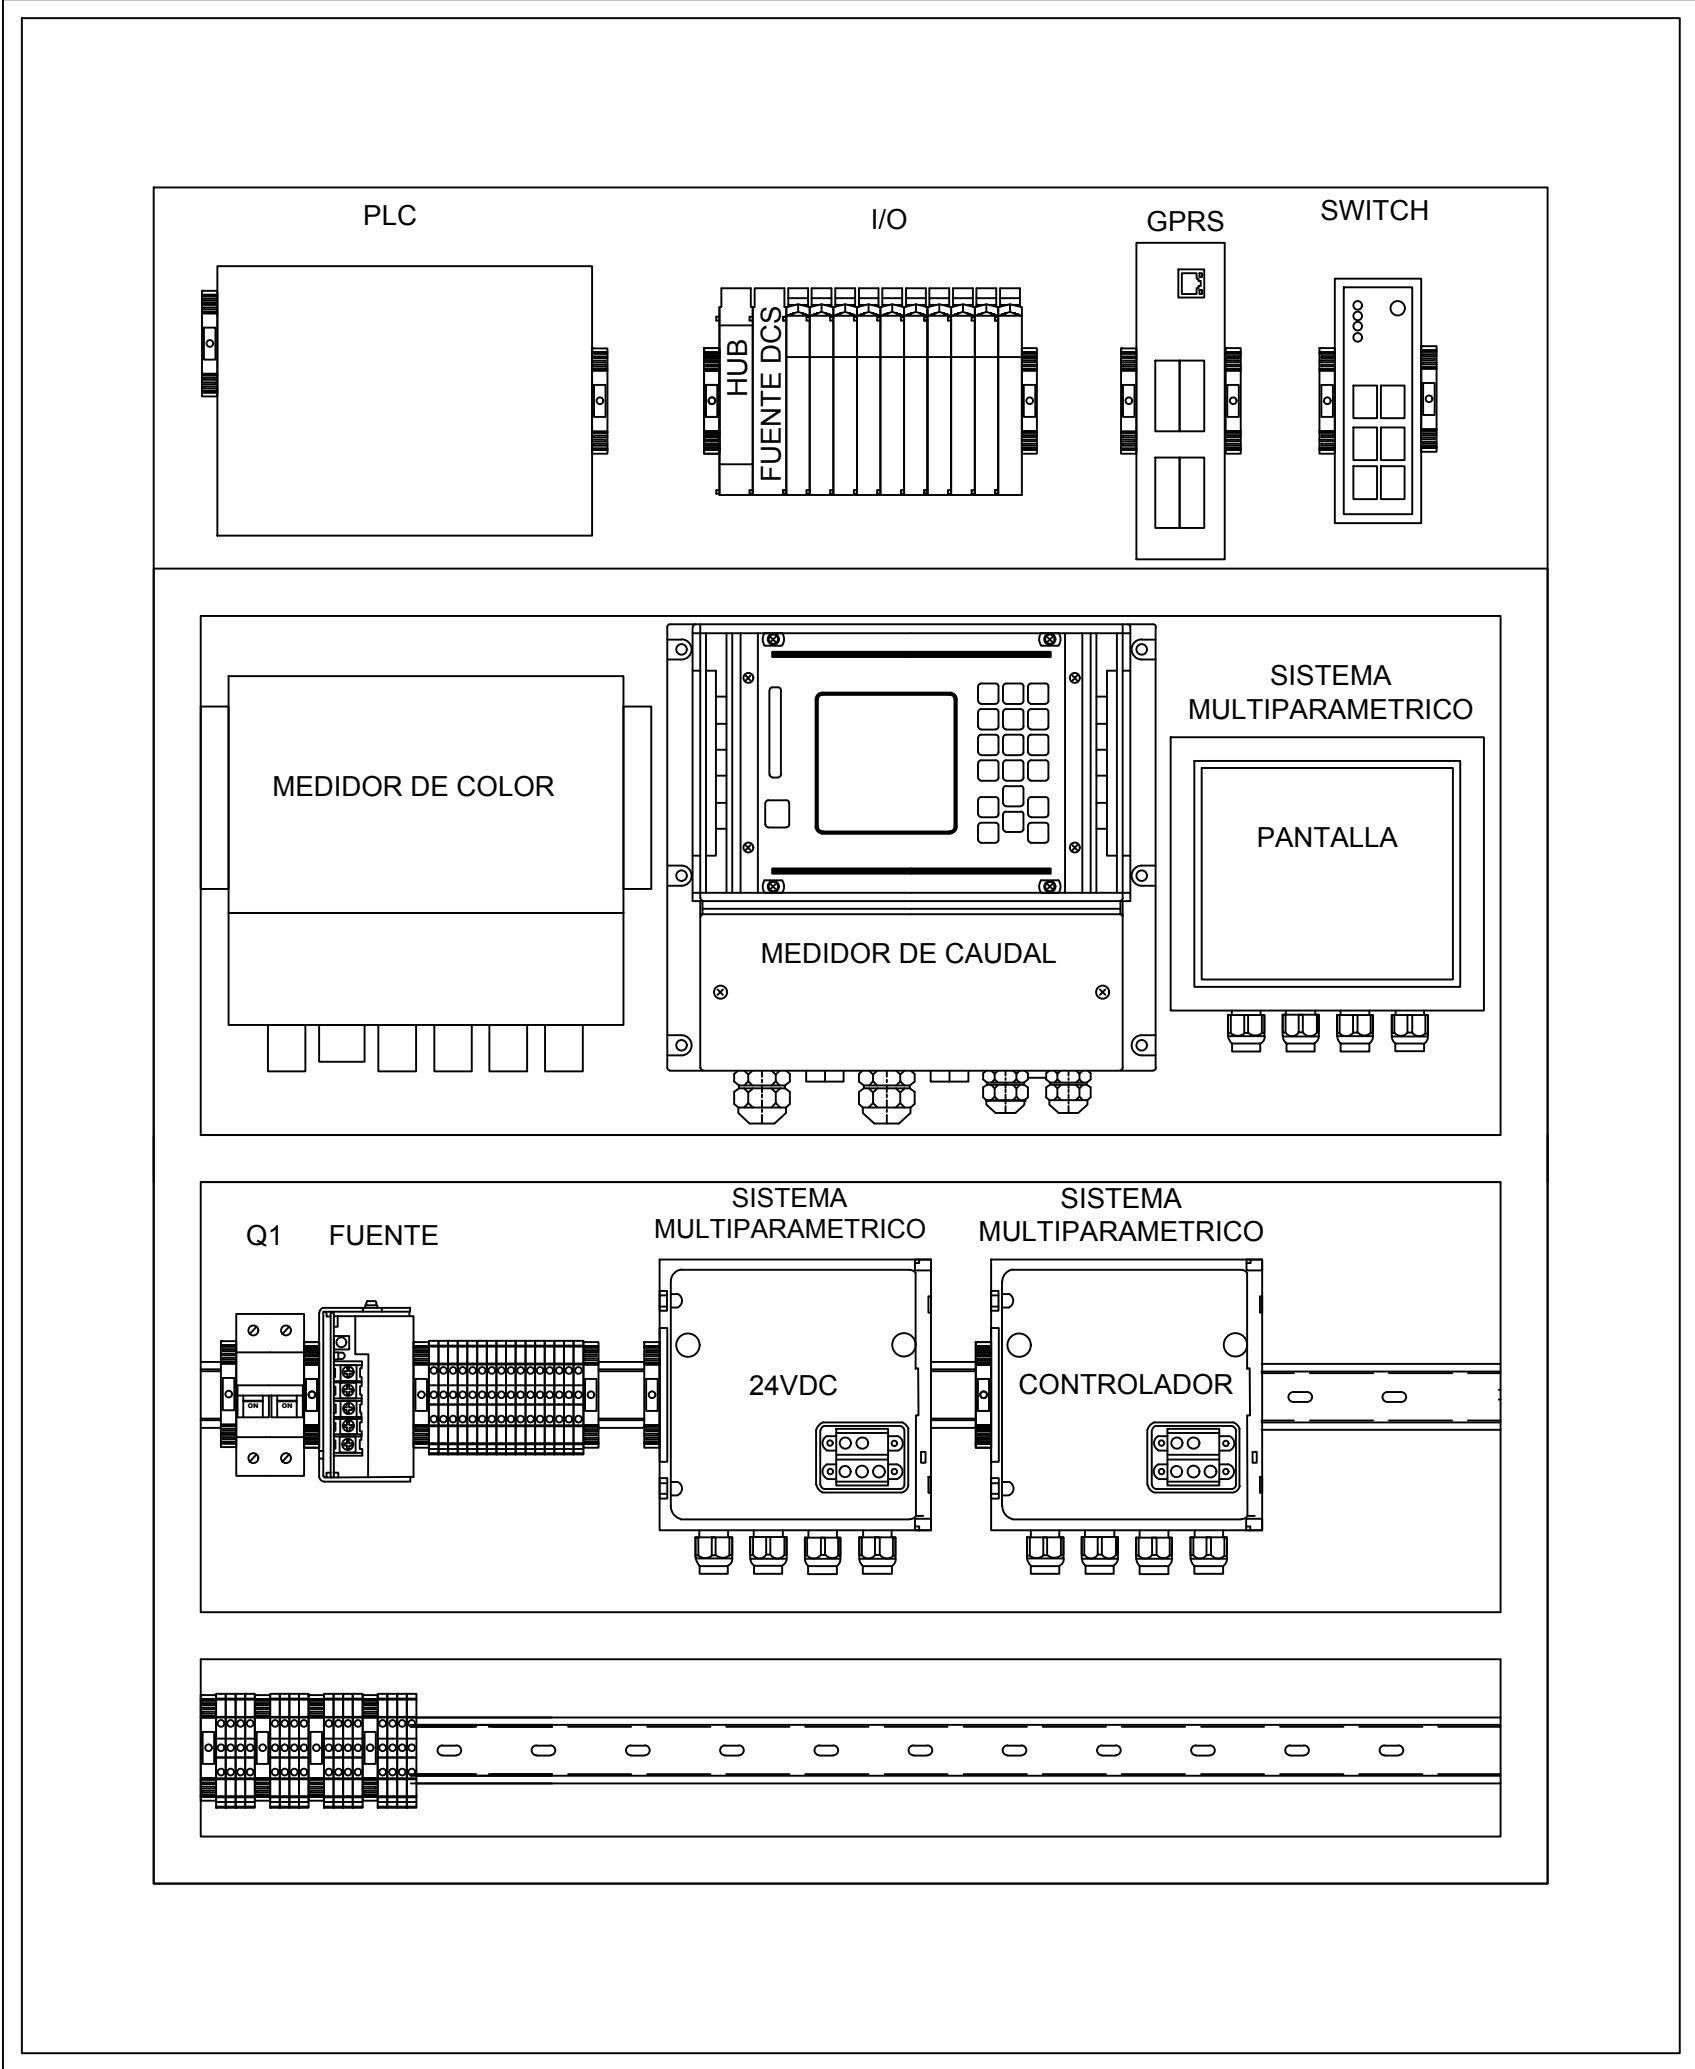 PLC
I/O
GPRS
SWITCH
HUB
FUENTE DCS
MEDIDOR DE COLOR
MEDIDOR DE CAUDAL
SISTEMA
MULTIPARAMETRICO
PANTALLA
Q1
FUENTE
ON
ON
SISTEMA
MULTIPARAMETRICO
24VDC
SISTEMA
MULTIPARAMETRICO
CONTROLADOR